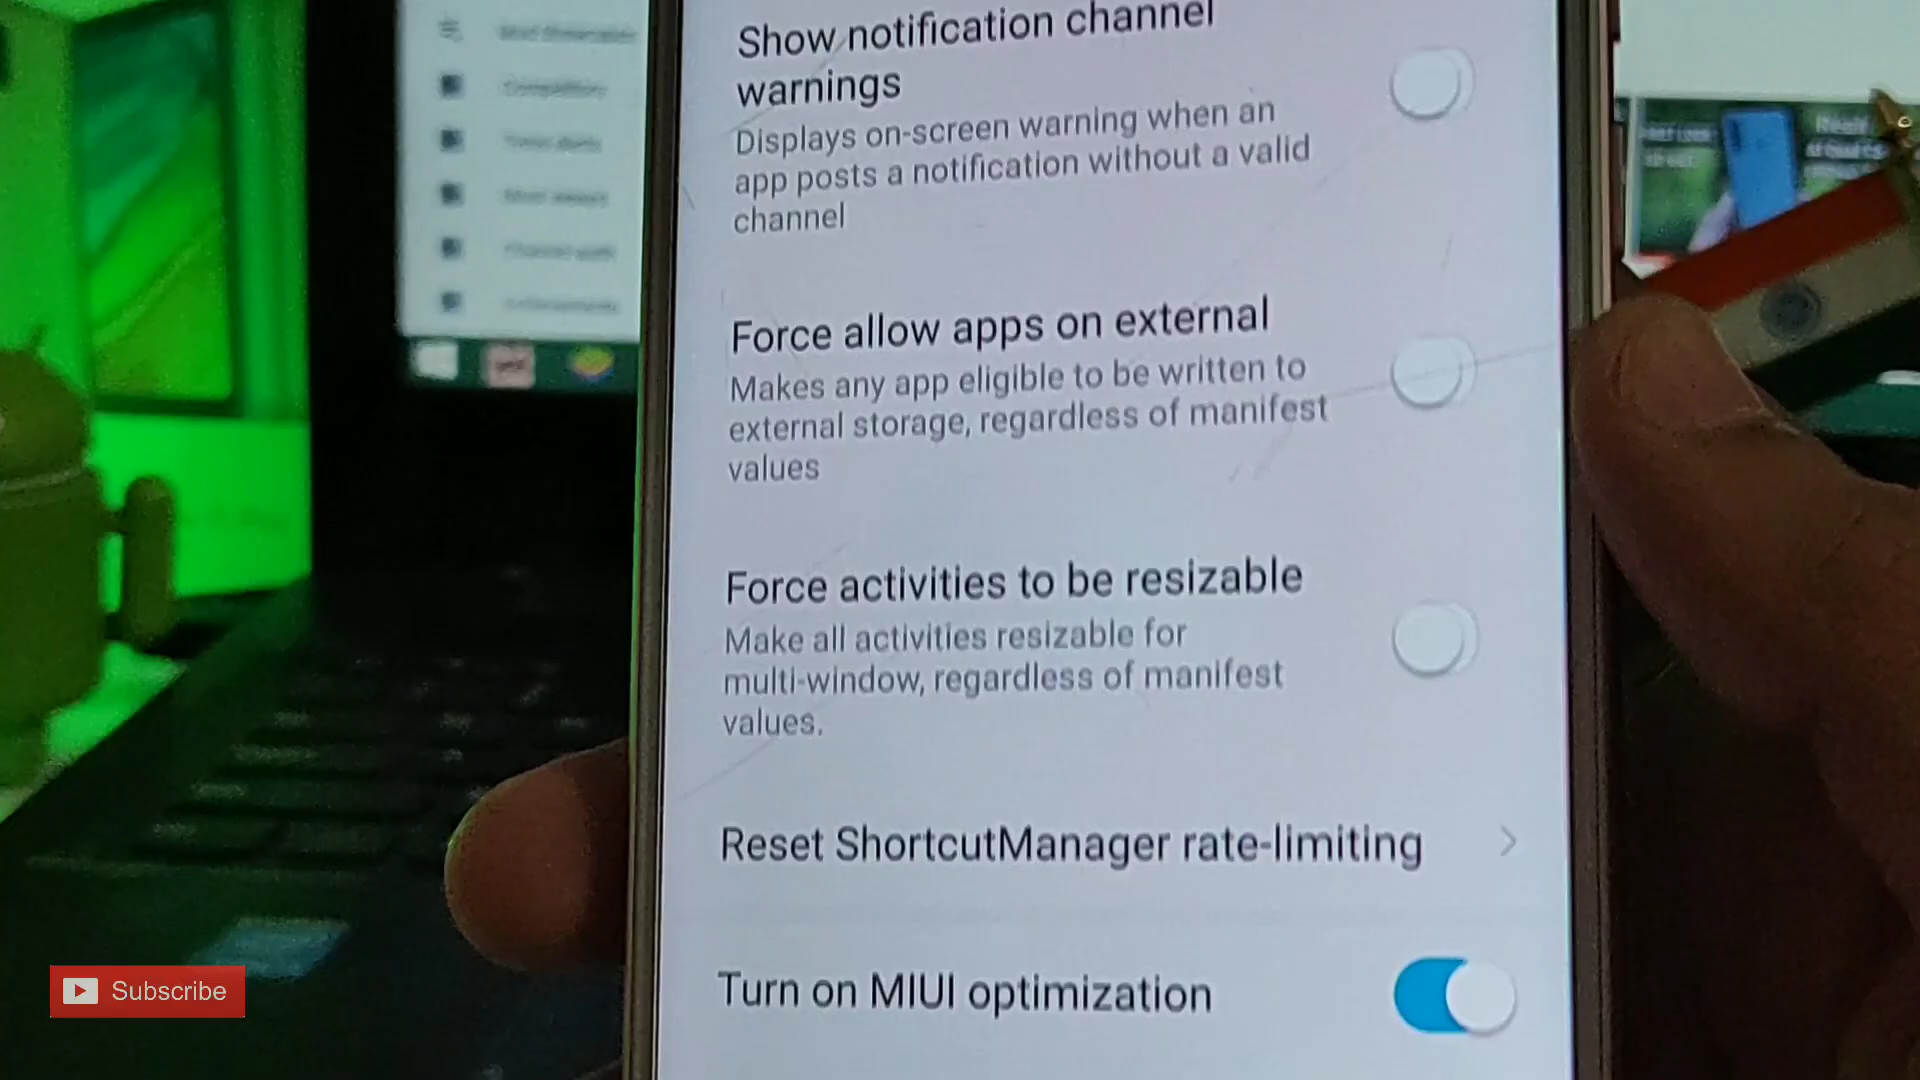 Show notification channel
warnings
Displays on-screen warning when an
app posts a notification without a valid
channel
Force allow apps on external
Makes any app eligible to be written to
external storage, regardless of manifest
values
Force activities to be resizable
Make all activities resizable for
multi-window, regardless of manifest
values.
Reset ShortcutManager rate-limiting
Turn on MIUI optimization
Subscribe